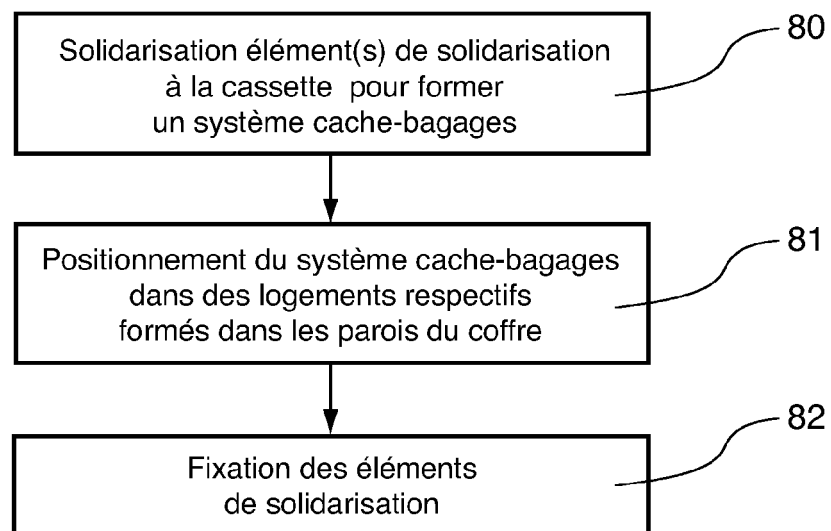 Solidarisation élément(s) de solidarisation
à la cassette pour former
un système cache-bagages
80
Positionnement du système cache-bagages
dans des logements respectifs
formés dans les parois du coffre
81
Fixation des éléments
de solidarisation
82